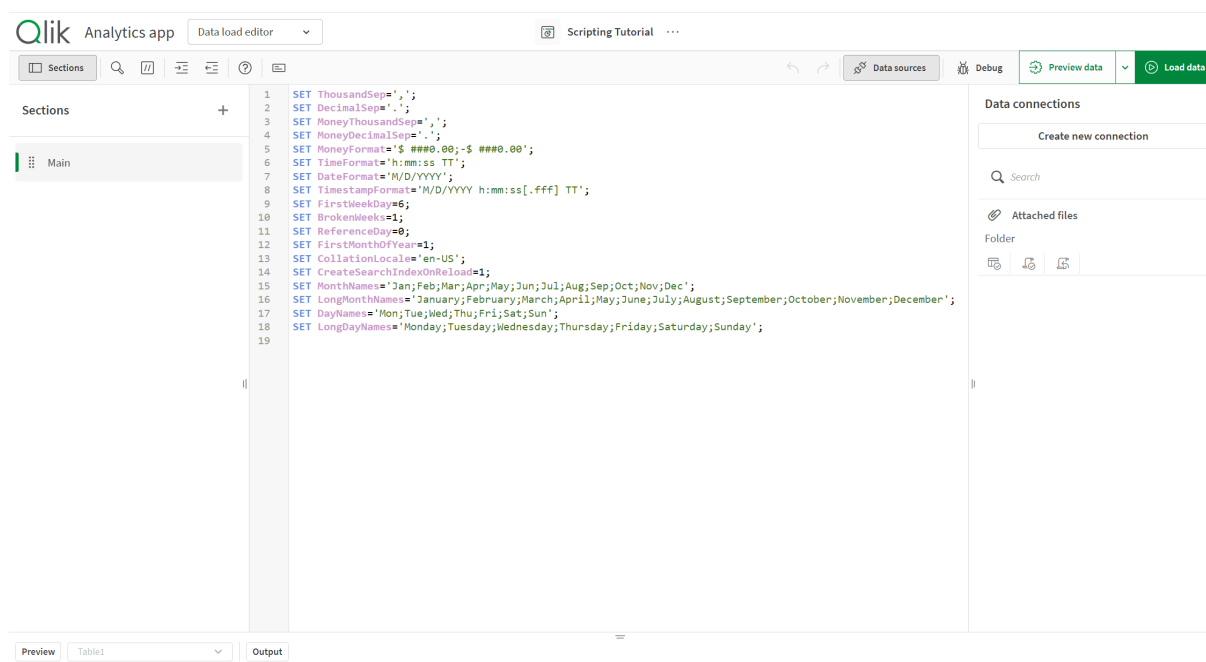 Qlik Analytics app Data load editor Scripting Tutorial ...
Sections // ? Data sources Debug Preview data Load data
Sections +
Main
1 SET ThousandSep=',';
2 SET DecimalSep='.';
3 SET MoneyThousandSep=',';
4 SET MoneyDecimalSep='.';
5 SET MoneyFormat='$ ###0.00;-$ ###0.00';
6 SET TimeFormat='h:mm:ss TT';
7 SET DateFormat='M/D/YYYY';
8 SET TimestampFormat='M/D/YYYY h:mm:ss[.fff] TT';
9 SET FirstWeekDay=6;
10 SET BrokenWeeks=1;
11 SET ReferenceDay=0;
12 SET FirstMonthOfYear=1;
13 SET CollationLocale='en-US';
14 SET CreateSearchIndexOnReload=1;
15 SET MonthNames='Jan;Feb;Mar;Apr;May;Jun;Jul;Aug;Sep;Oct;Nov;Dec';
16 SET LongMonthNames='January;February;March;April;May;June;July;August;September;October;November;December';
17 SET DayNames='Mon;Tue;Wed;Thu;Fri;Sat;Sun';
18 SET LongDayNames='Monday;Tuesday;Wednesday;Thursday;Friday;Saturday;Sunday';
19
Data connections
Create new connection
Search
Attached files
Folder
Preview Table1 Output